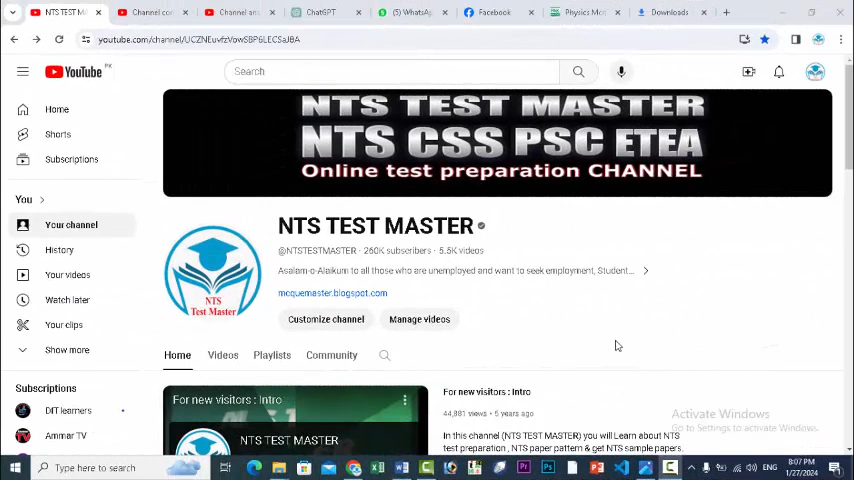 NTS TEST MA
Channel con
Channel ana
ChatGPT
(5) WhatsAp
Facebook
Physics Mos
Downloads
youtube.com/channel/UCZNEuvfzVowSBP6LECSaJ8A
YouTube PK
Search
NTS TEST MASTER
NTS CSS PSC ETEA
Online test preparation CHANNEL
Home
Shorts
Subscriptions
You
Your channel
History
Your videos
Watch later
Your clips
Show more
Subscriptions
DIT learners
Ammar TV
NTS
Test Master
NTS TEST MASTER
@NTSTESTMASTER · 260K subscribers · 5.5K videos
Asalam-o-Alaikum to all those who are unemployed and want to seek employment, Student...
mcquemaster.blogspot.com
Customize channel
Manage videos
Home Videos Playlists Community
For new visitors : Intro
NTS TEST MASTER
For new visitors : Intro
44,881 views · 5 years ago
In this channel (NTS TEST MASTER) you will Learn about NTS
test preparation , NTS paper pattern & get NTS sample papers.
Activate Windows
Go to Settings to activate Windows.
Type here to search
ENG
8:07 PM
1/27/2024